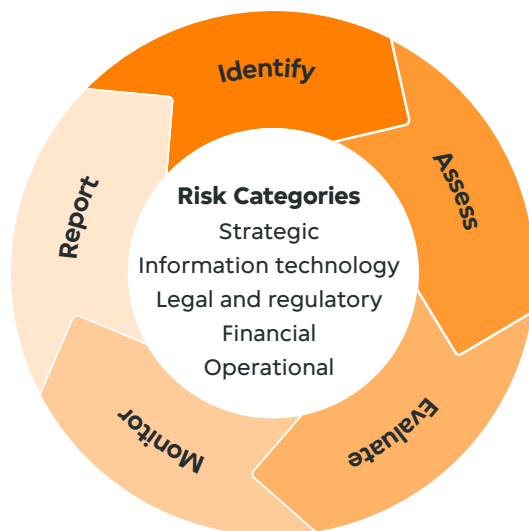 Identify
Assess
Evaluate
Monitor
Report
Risk Categories
Strategic
Information technology
Legal and regulatory
Financial
Operational